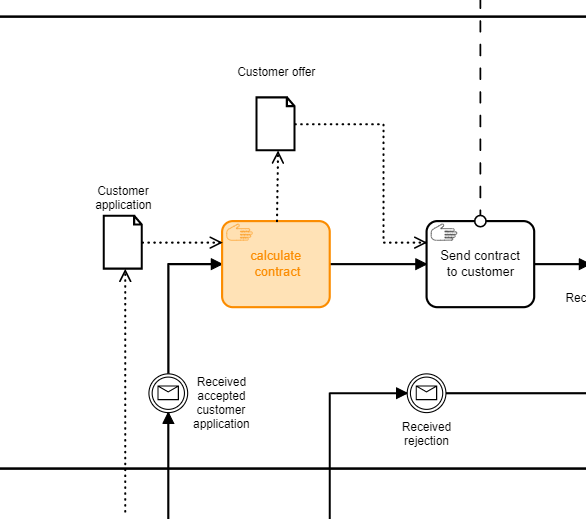 Customer offer
Customer
application
calculate
contract
Send contract
to customer
Rec
Received
accepted
customer
application
Received
rejection